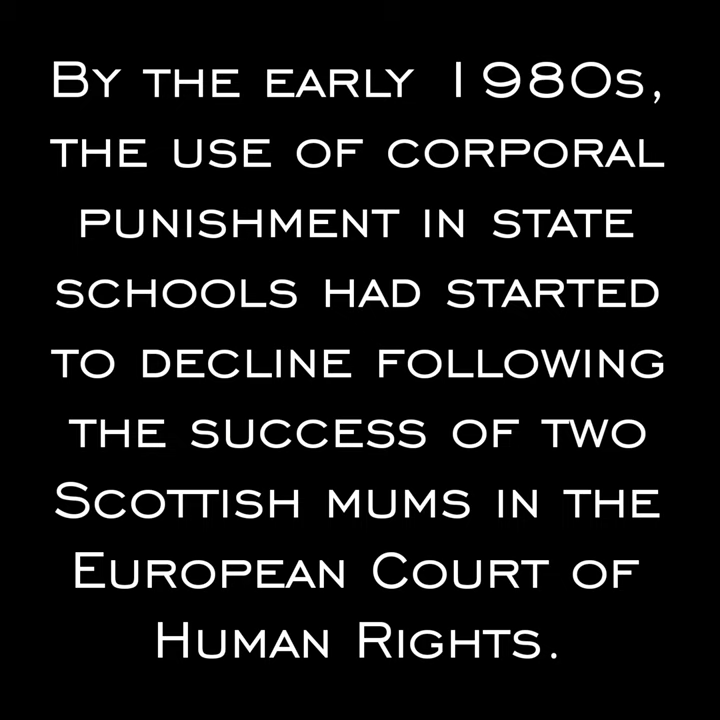 By the early 1980s,
the use of corporal
punishment in state
schools had started
to decline following
the success of two
Scottish mums in the
European Court of
Human Rights.